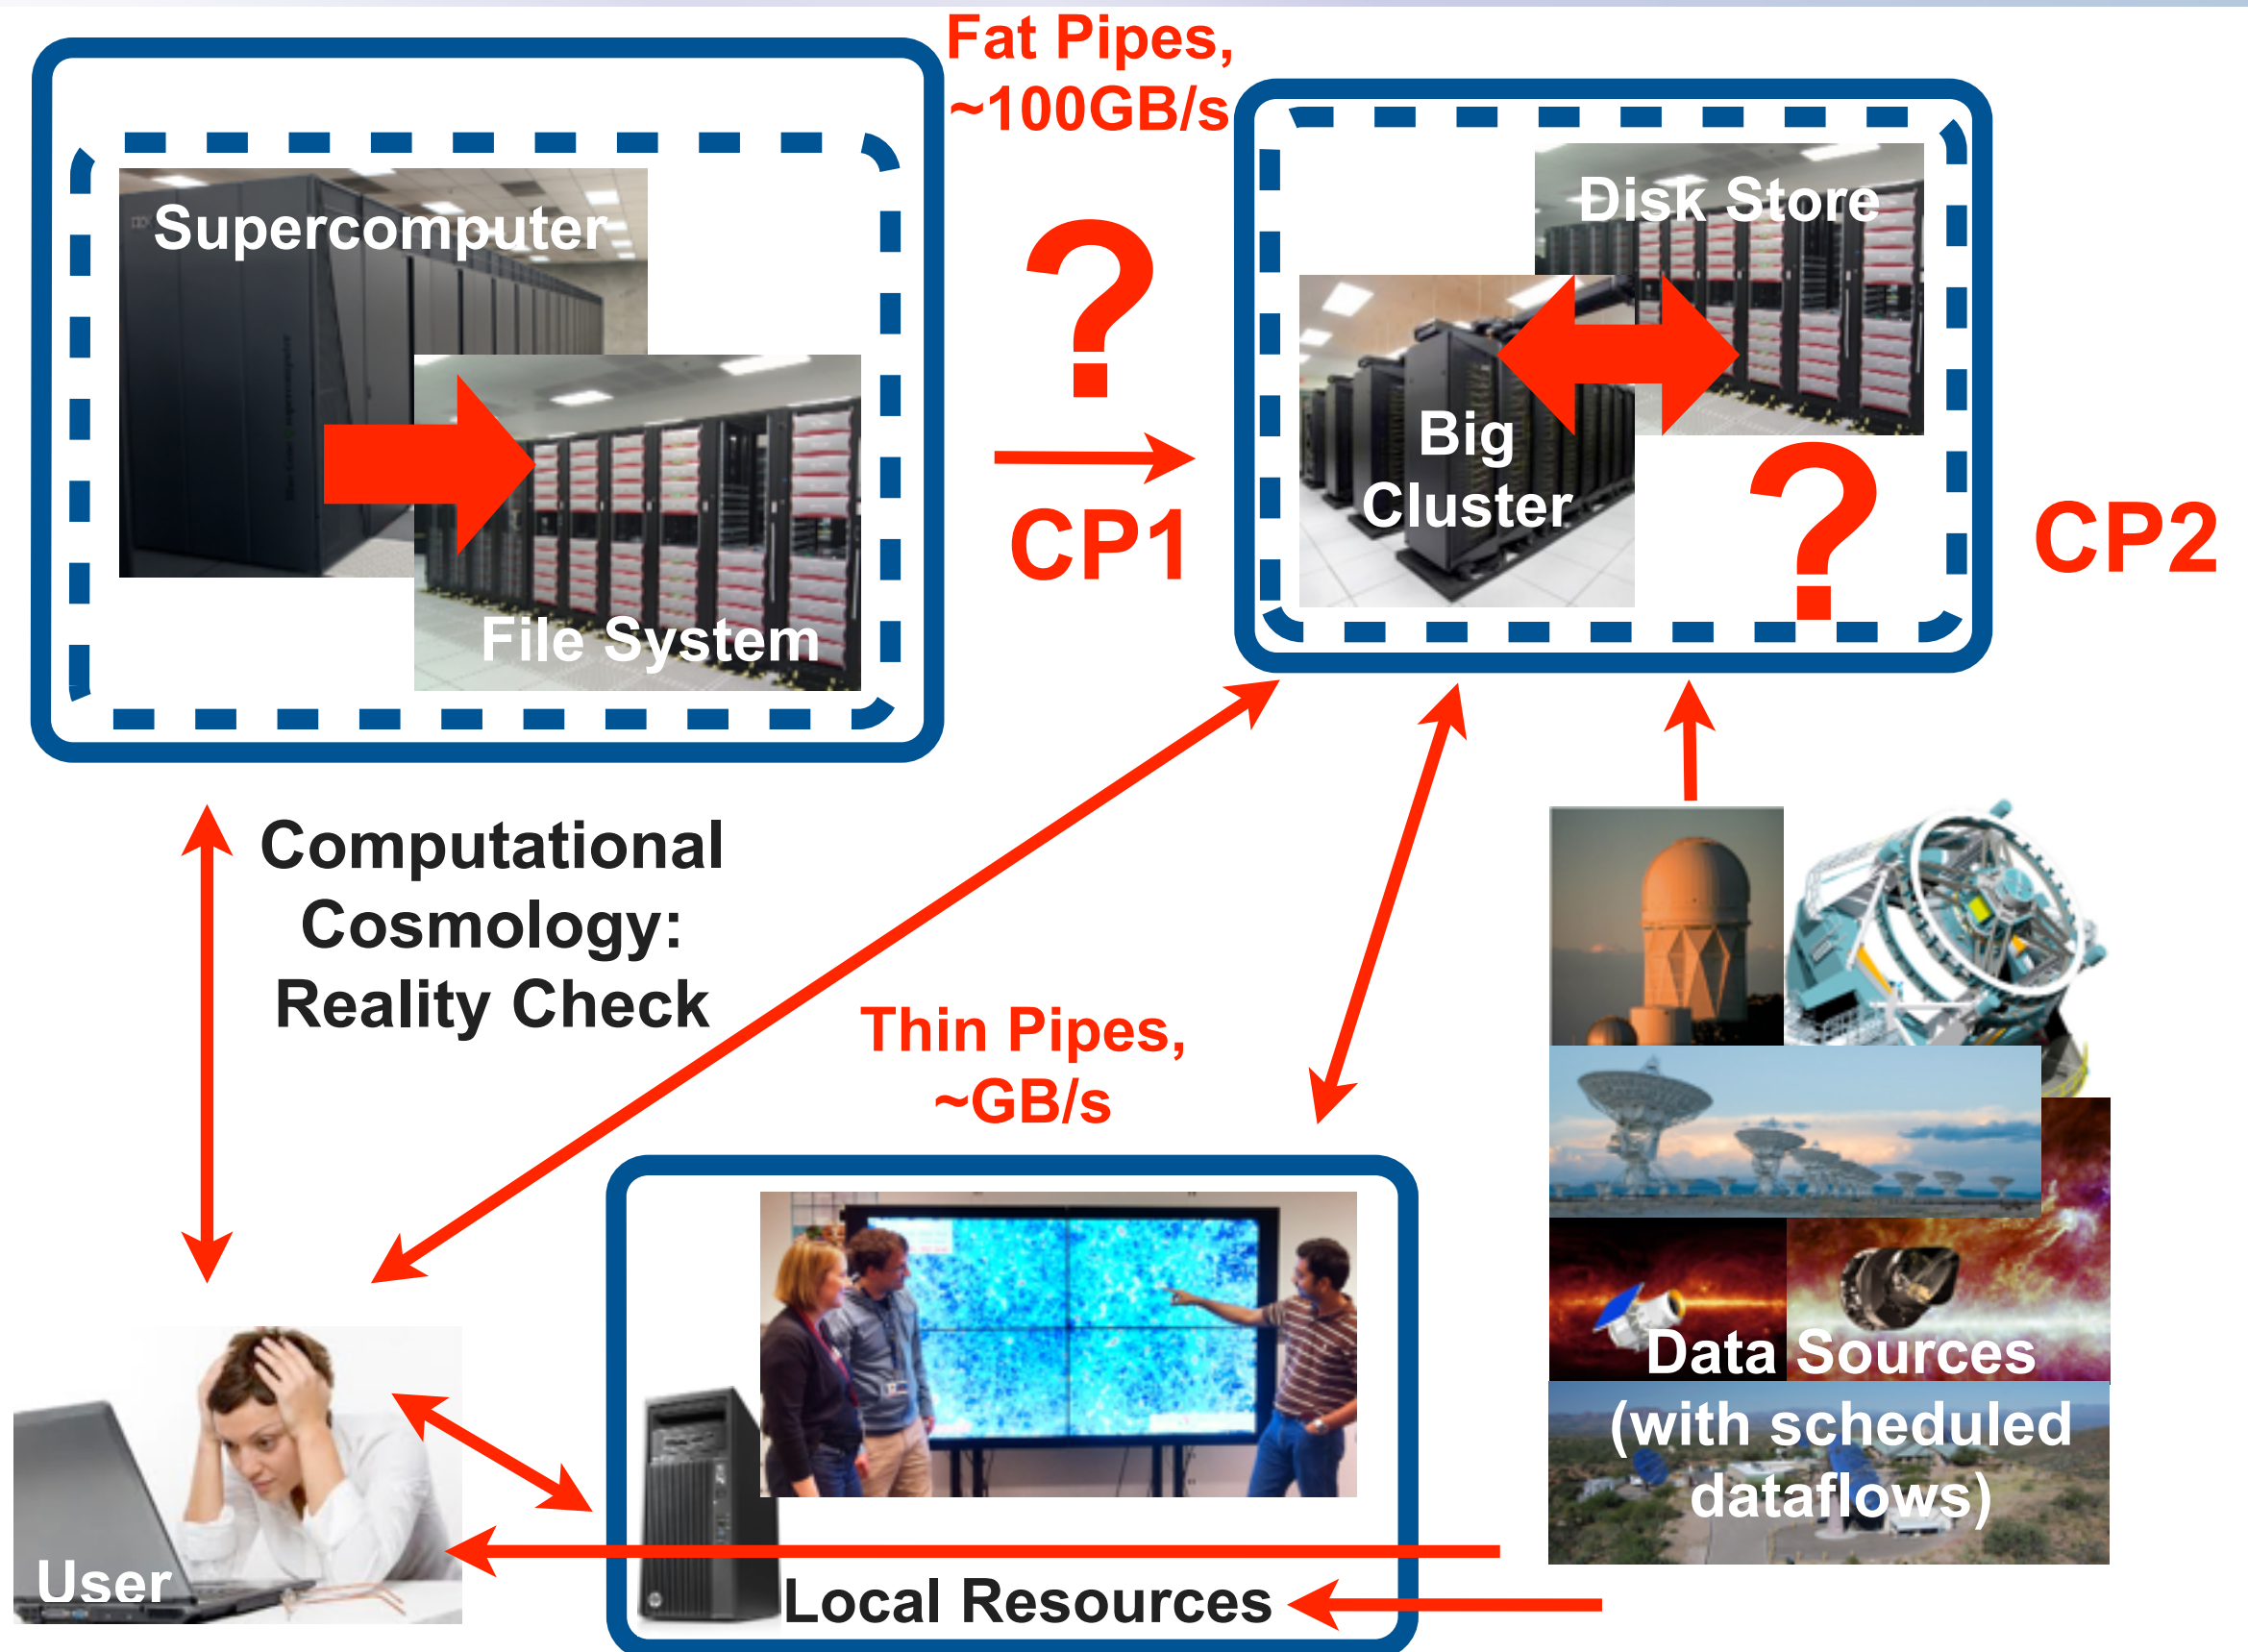 Fat Pipes,
~100GB/s
Supercomputer
File System
?
CP1
Disk Store
Big
Cluster
?
CP2
Computational
Cosmology:
Reality Check
Thin Pipes,
~GB/s
Data Sources
(with scheduled
dataflows)
User
Local Resources